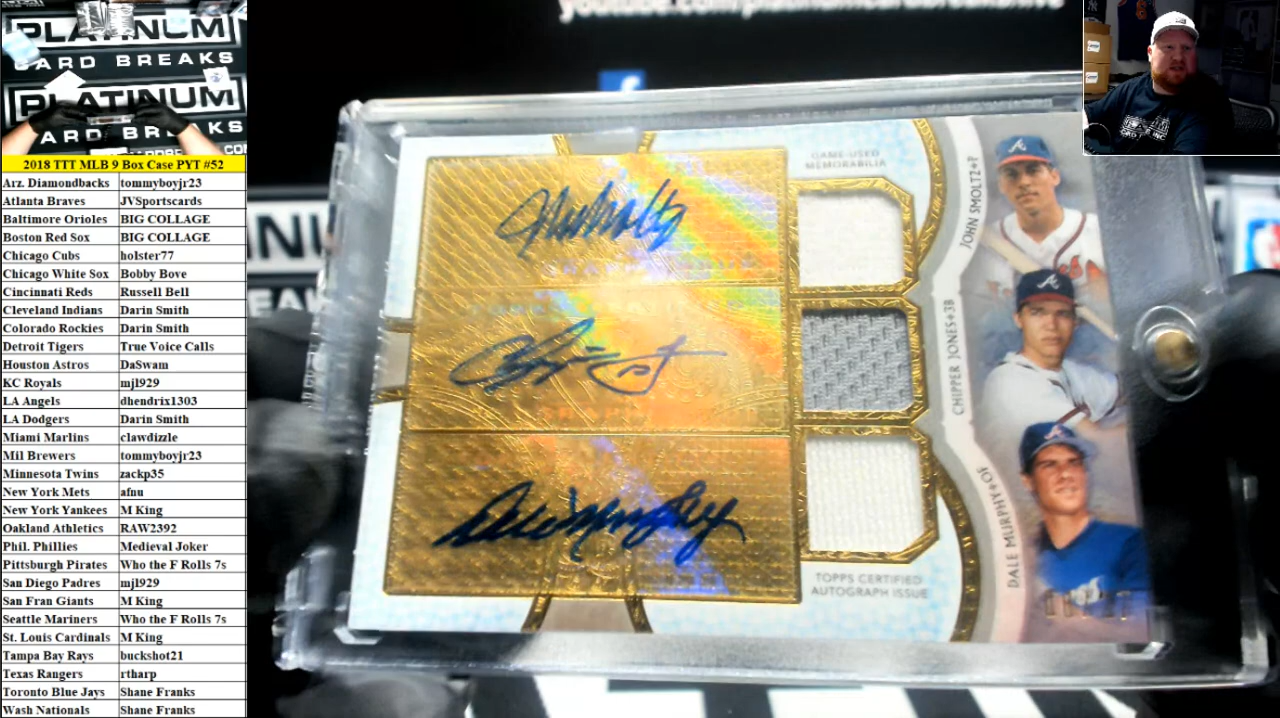 PLATINUM
CARD BREAKS
PLATINUM
2018 TTT MLB 9 Box Case PYT #52
Arz. Diamondbacks tommyboyjr23
Atlanta Braves JVSportscards
Baltimore Orioles BIG COLLAGE
Boston Red Sox BIG COLLAGE
Chicago Cubs holster77
Chicago White Sox Bobby Bove
Cincinnati Reds Russell Bell
Cleveland Indians Darin Smith
Colorado Rockies Darin Smith
Detroit Tigers True Voice Calls
Houston Astros DaSwam
KC Royals mjl929
LA Angels dhendrix1303
LA Dodgers Darin Smith
Miami Marlins clawdizzle
Mil Brewers tommyboyjr23
Minnesota Twins zackp35
New York Mets afnu
New York Yankees M King
Oakland Athletics RAW2392
Phil. Phillies Medieval Joker
Pittsburgh Pirates Who the F Rolls 7s
San Diego Padres mjl929
San Fran Giants M King
Seattle Mariners Who the F Rolls 7s
St. Louis Cardinals M King
Tampa Bay Rays buckshot21
Texas Rangers rtharp
Toronto Blue Jays Shane Franks
Wash Nationals Shane Franks
GAME-USED
MEMORABILIA
JOHN SMOLTZ•P
CHIPPER JONES•3B
DALE MURPHY•OF
Dale Murphy
TOPPS CERTIFIED
AUTOGRAPH ISSUE